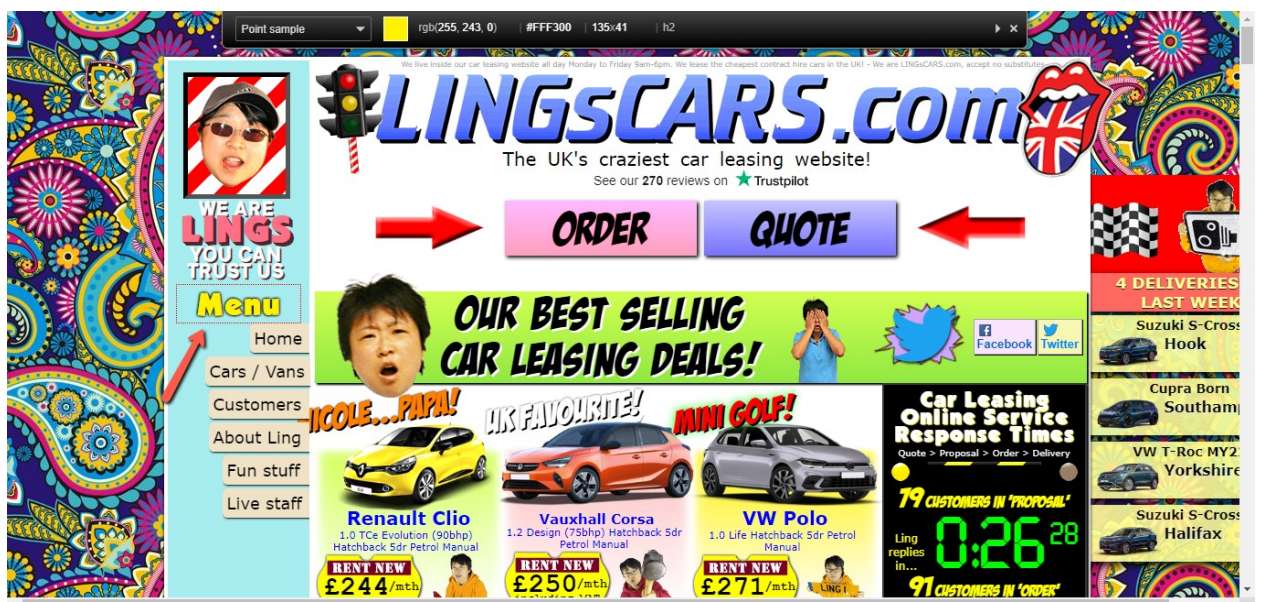 Point sample
rgb(255, 243, 0) | #FFF300 | 135x41 | h2
We live inside our car leasing website all day Monday to Friday 9am-6pm. We lease the cheapest contract hire cars in the UK! - We are LINGsCARS.com, accept no substitutes
LINGsCARS.com
The UK's craziest car leasing website!
See our 270 reviews on Trustpilot
WE ARE
LINGS
YOU CAN
TRUST US
ORDER
QUOTE
Menu
Home
Cars / Vans
Customers
About Ling
Fun stuff
Live staff
OUR BEST SELLING
CAR LEASING DEALS!
Facebook
Twitter
NICOLE...PAPA!
Renault Clio
1.0 TCe Evolution (90bhp)
Hatchback 5dr Petrol Manual
RENT NEW
£244/mth
UK FAVOURITE!
Vauxhall Corsa
1.2 Design (75bhp) Hatchback 5dr
Petrol Manual
RENT NEW
£250/mth
MINI GOLF!
VW Polo
1.0 Life Hatchback 5dr Petrol
Manual
RENT NEW
£271/mth
LING!
Car Leasing
Online Service
Response Times
Quote > Proposal > Order > Delivery
79 CUSTOMERS IN 'PROPOSAL'
Ling
replies
in...
0:26 28
91 CUSTOMERS IN 'ORDER'
4 DELIVERIES
LAST WEEK
Suzuki S-Cross
Hook
Cupra Born
Southam
VW T-Roc MY2
Yorkshire
Suzuki S-Cross
Halifax